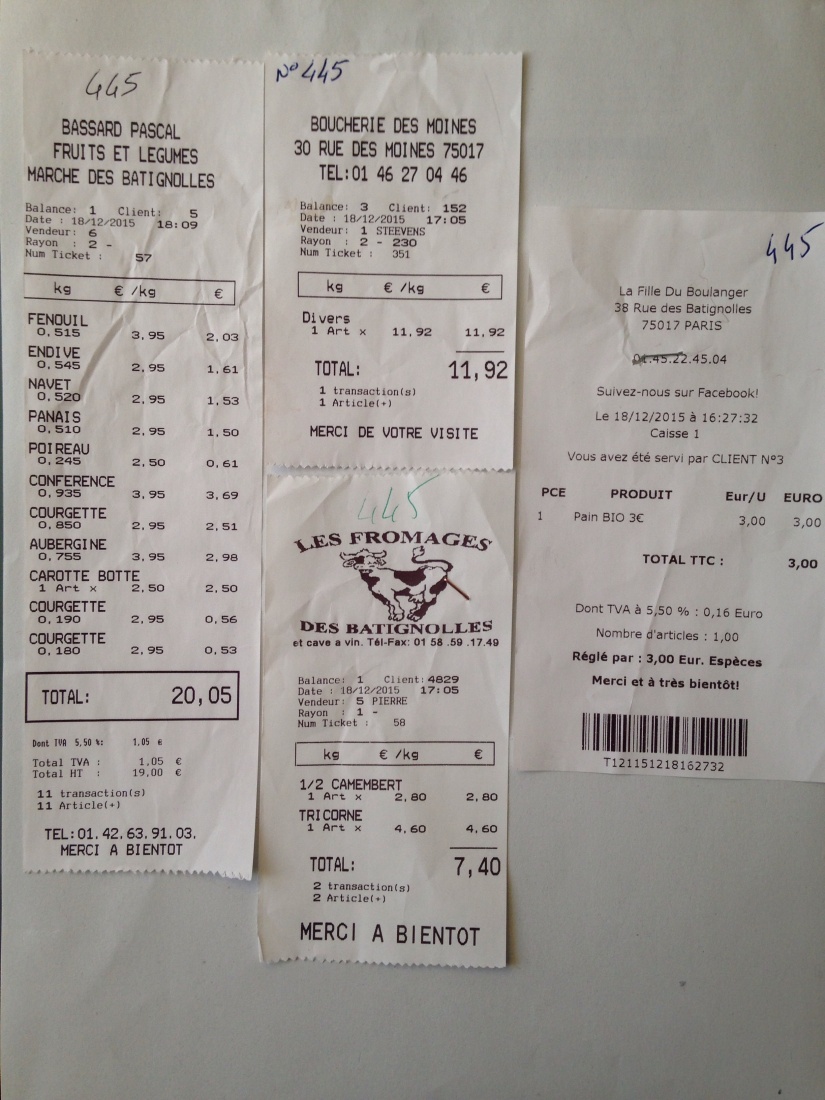 445
BASSARD PASCAL
FRUITS ET LEGUMES
MARCHE DES BATIGNOLLES
Balance: 1 Client: 5
Date : 18/12/2015 18:09
Vendeur: 6
Rayon : 2 -
Num Ticket : 57
kg € /kg €
FENOUIL
0,515 3,95 2,03
ENDIVE
0,545 2,95 1,61
NAVET
0,520 2,95 1,53
PANAIS
0,510 2,95 1,50
POIREAU
0,245 2,50 0,61
CONFERENCE
0,935 3,95 3,69
COURGETTE
0,850 2,95 2,51
AUBERGINE
0,755 3,95 2,98
CAROTTE BOTTE
1 Art x 2,50 2,50
COURGETTE
0,190 2,95 0,56
COURGETTE
0,180 2,95 0,53
TOTAL: 20,05
Dont TVA 5,50 %: 1,05 €
Total TVA : 1,05 €
Total HT : 19,00 €
11 transaction(s)
11 Article(+)
TEL:01.42.63.91.03.
MERCI A BIENTOT
N° 445
BOUCHERIE DES MOINES
30 RUE DES MOINES 75017
TEL:01 46 27 04 46
Balance: 3 Client: 152
Date : 18/12/2015 17:05
Vendeur: 1 STEEVENS
Rayon : 2 - 230
Num Ticket : 351
kg € /kg €
Divers
1 Art x 11,92 11,92
TOTAL: 11,92
1 transaction(s)
1 Article(+)
MERCI DE VOTRE VISITE
445
LES FROMAGES
DES BATIGNOLLES
et cave a vin. Tél-Fax: 01 58 .59 .17.49
Balance: 1 Client: 4829
Date : 18/12/2015 17:05
Vendeur: 5 PIERRE
Rayon : 1 -
Num Ticket : 58
kg € /kg €
1/2 CAMEMBERT
1 Art x 2,80 2,80
TRICORNE
1 Art x 4,60 4,60
TOTAL: 7,40
2 transaction(s)
2 Article(+)
MERCI A BIENTOT
445
La Fille Du Boulanger
38 Rue des Batignolles
75017 PARIS
01.45.22.45.04
Suivez-nous sur Facebook!
Le 18/12/2015 à 16:27:32
Caisse 1
Vous avez été servi par CLIENT N°3
PCE PRODUIT Eur/U EURO
1 Pain BIO 3€ 3,00 3,00
TOTAL TTC : 3,00
Dont TVA à 5,50 % : 0,16 Euro
Nombre d'articles : 1,00
Réglé par : 3,00 Eur. Espèces
Merci et à très bientôt!
T121151218162732